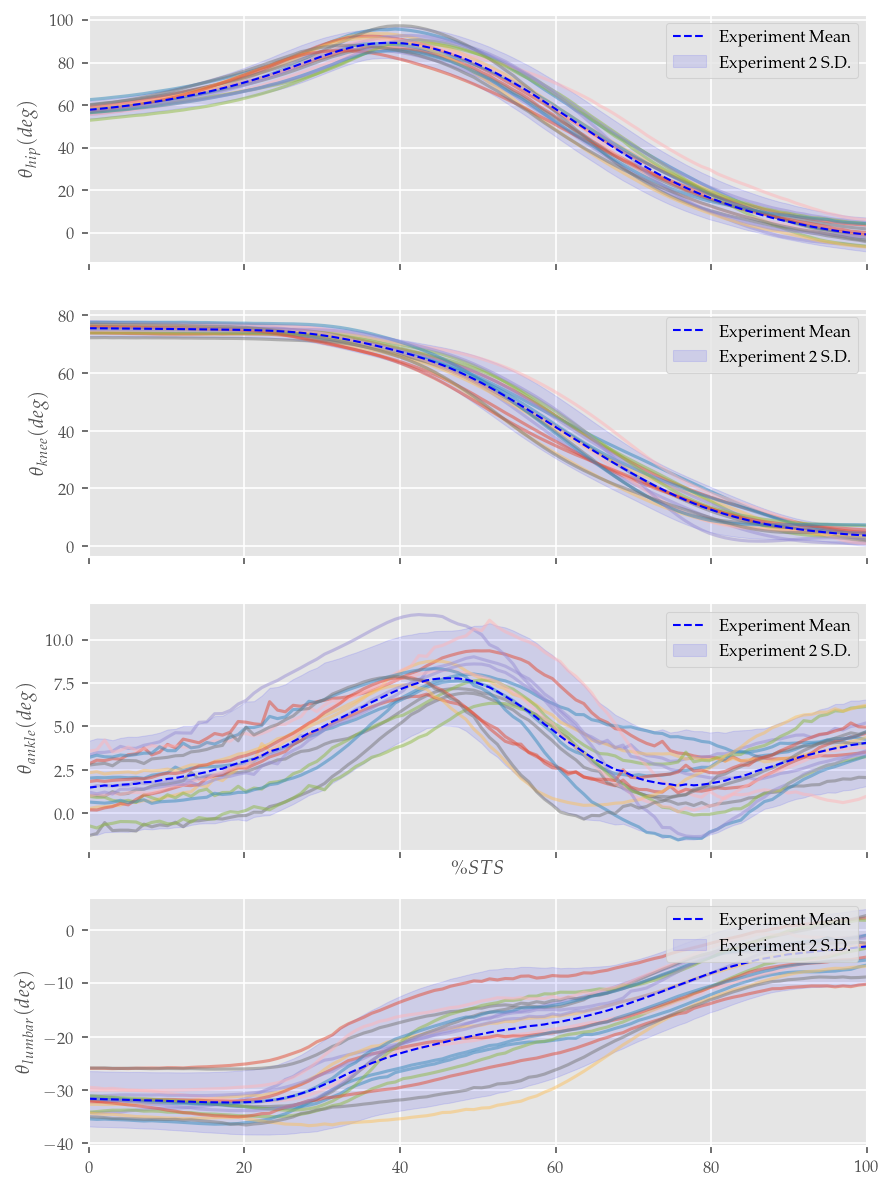 100
80
60
40
20
0
θhip(deg)
Experiment Mean
Experiment 2 S.D.
80
60
40
20
0
θknee(deg)
Experiment Mean
Experiment 2 S.D.
10.0
7.5
5.0
2.5
0.0
θankle(deg)
Experiment Mean
Experiment 2 S.D.
%STS
0
−10
−20
−30
−40
θlumbar(deg)
Experiment Mean
Experiment 2 S.D.
0 20 40 60 80 100